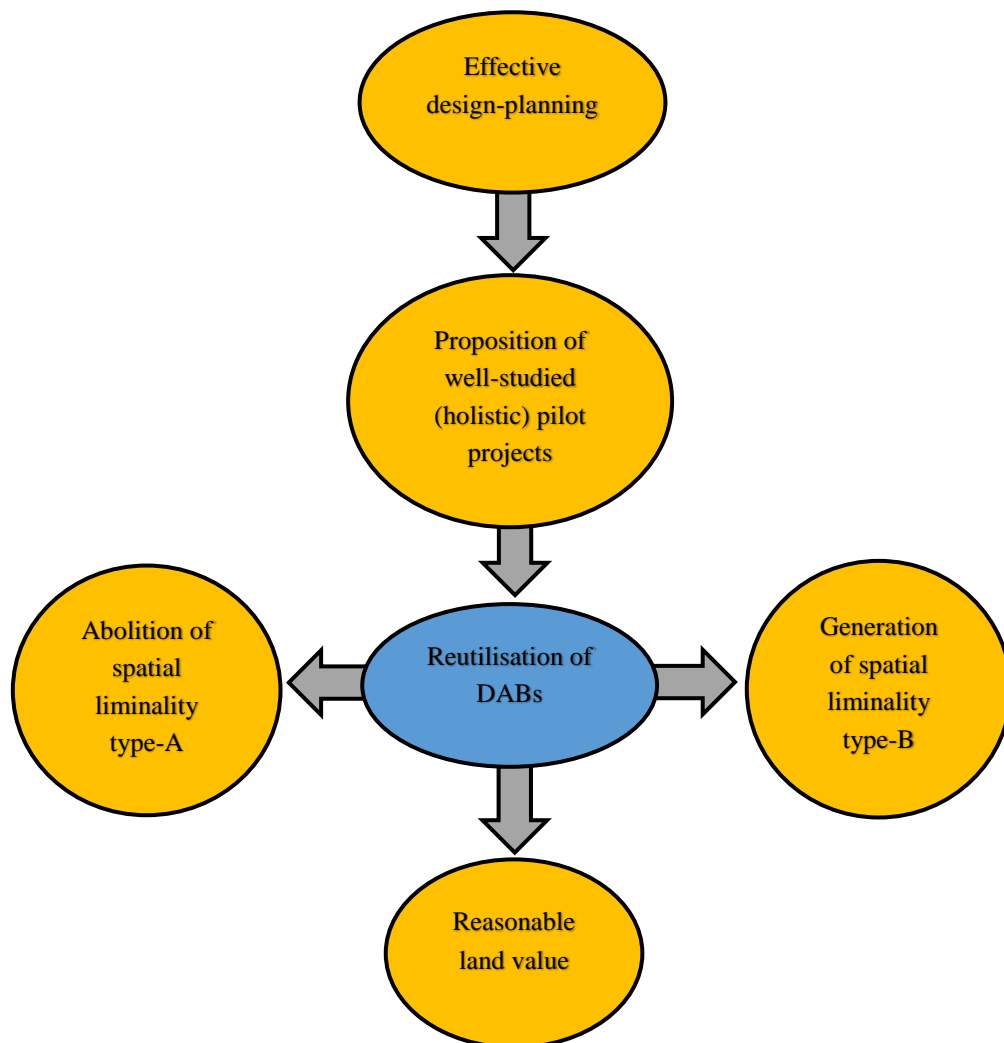 Effective
design-planning
Proposition of
well-studied
(holistic) pilot
projects
Abolition of
spatial
liminality
type-A
Reutilisation of
DABs
Generation
of spatial
liminality
type-B
Reasonable
land value